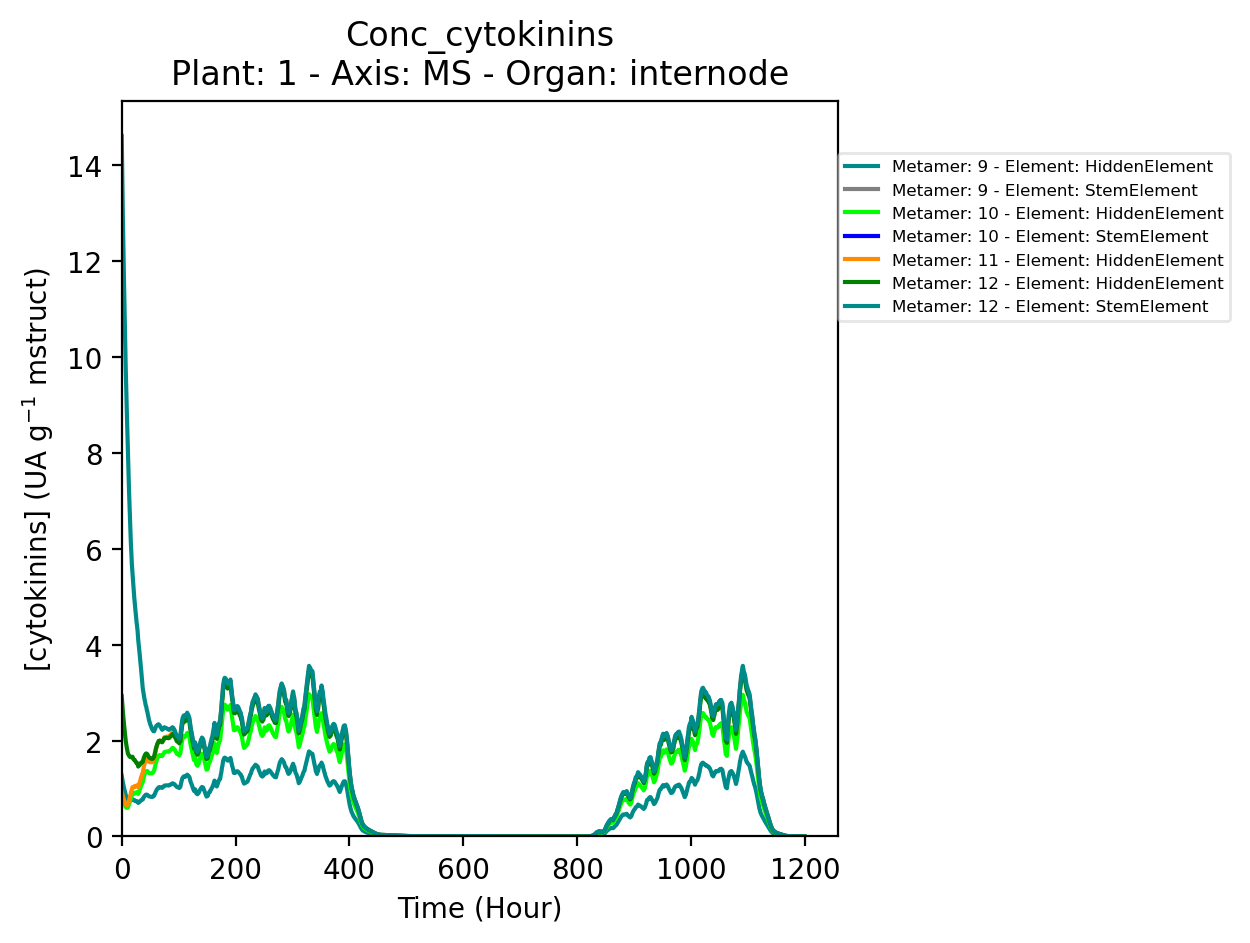 Conc_cytokinins
Plant: 1 - Axis: MS - Organ: internode
[cytokinins] (UA g⁻¹ mstruct)
14
12
10
8
6
4
2
0
0 200 400 600 800 1000 1200
Time (Hour)
Metamer: 9 - Element: HiddenElement
Metamer: 9 - Element: StemElement
Metamer: 10 - Element: HiddenElement
Metamer: 10 - Element: StemElement
Metamer: 11 - Element: HiddenElement
Metamer: 12 - Element: HiddenElement
Metamer: 12 - Element: StemElement